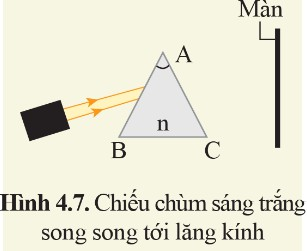 Màn
A
n
B
C
Hình 4.7. Chiếu chùm sáng trắng
song song tới lăng kính